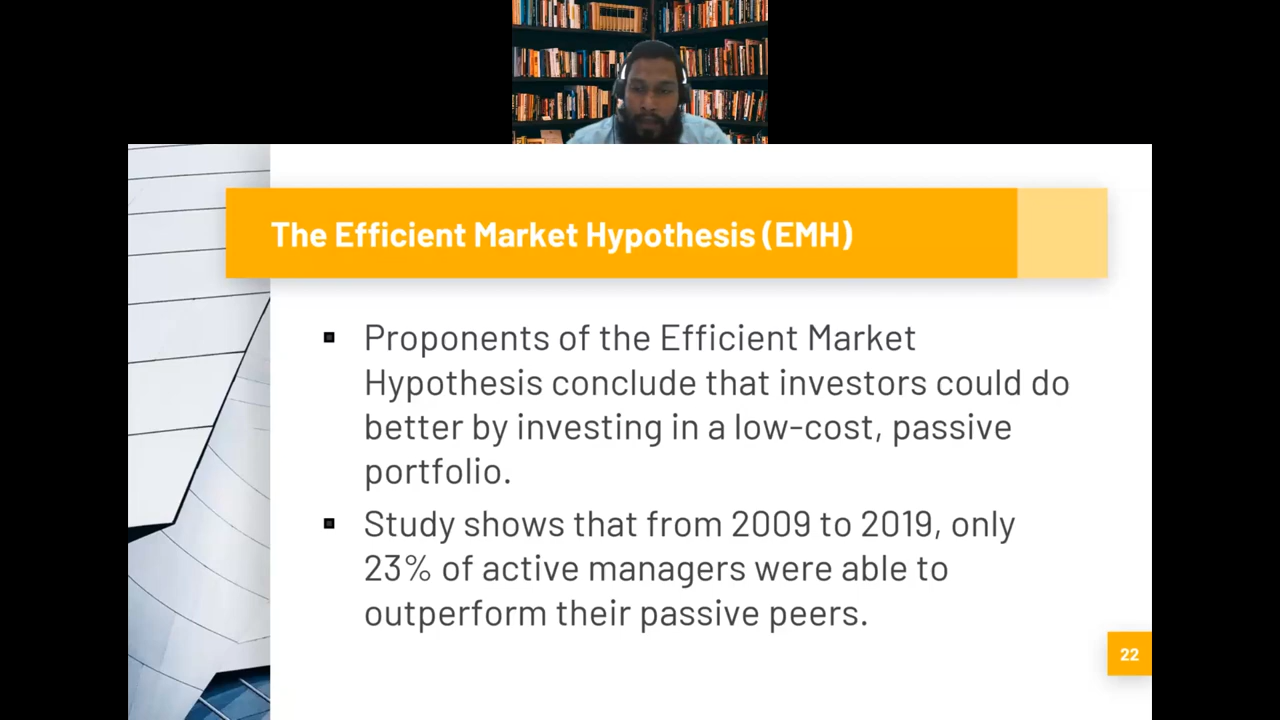 The Efficient Market Hypothesis (EMH)
▪ Proponents of the Efficient Market
Hypothesis conclude that investors could do
better by investing in a low-cost, passive
portfolio.
▪ Study shows that from 2009 to 2019, only
23% of active managers were able to
outperform their passive peers.
22